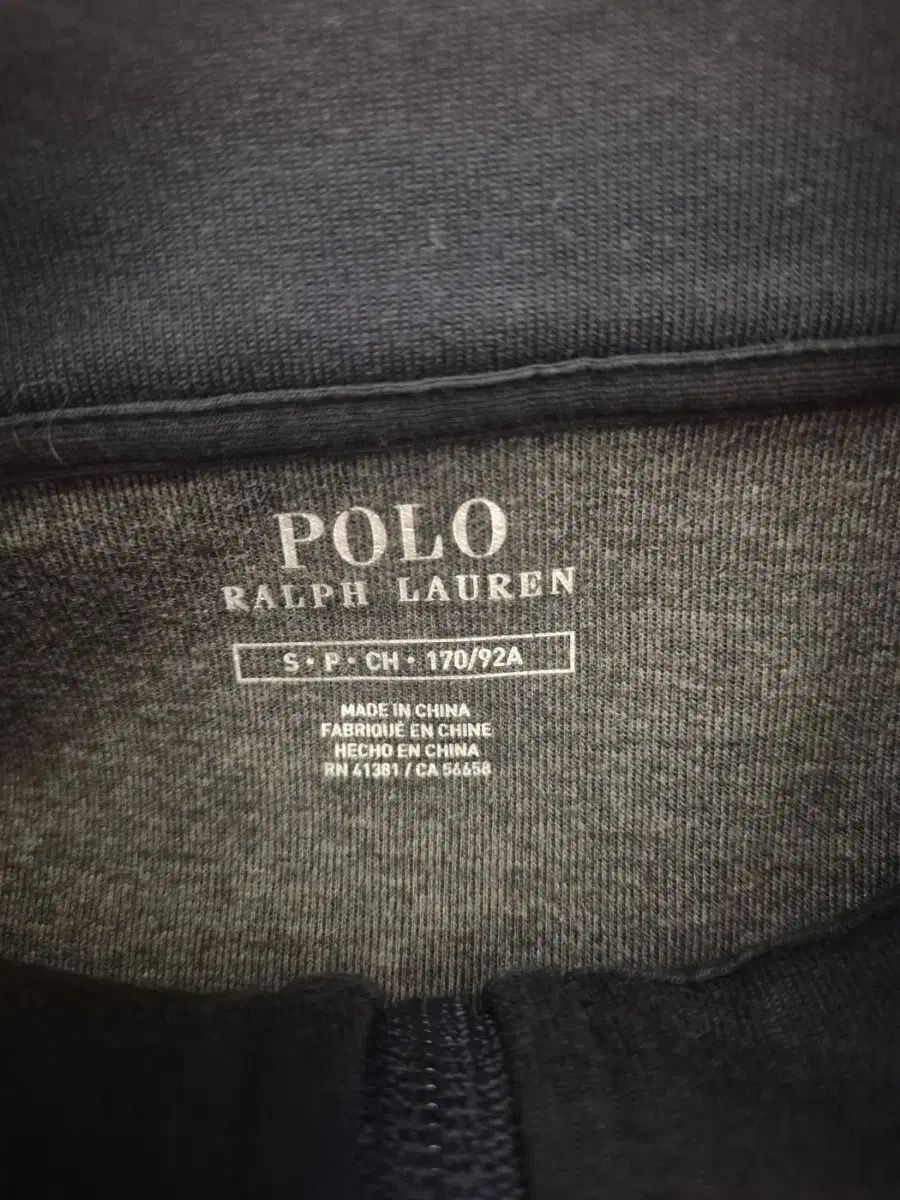 POLO
RALPH LAUREN
S • P • CH • 170/92A
MADE IN CHINA
FABRIQUÉ EN CHINE
HECHO EN CHINA
RN 41381 / CA 56658